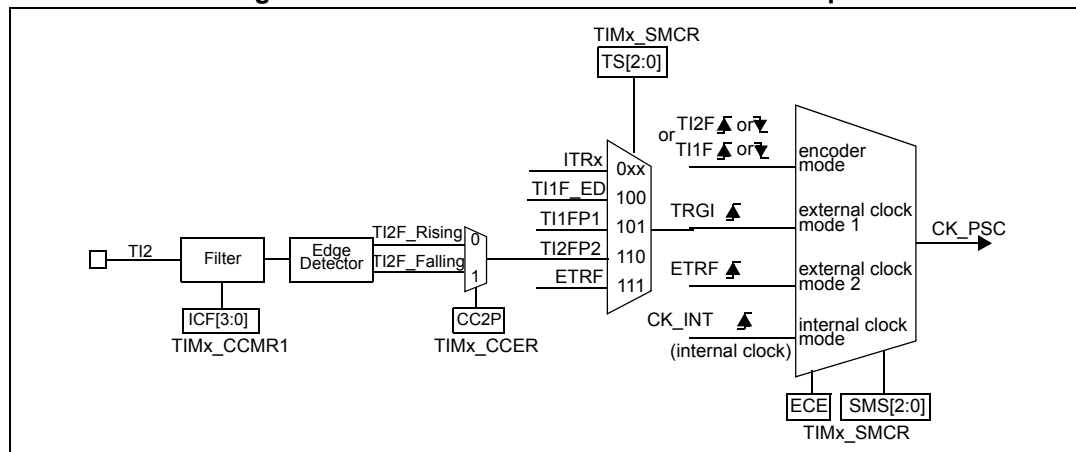 TIMx_SMCR
TS[2:0]
or TI2F or
TI1F or
encoder mode
ITRx
0xx
TI1F_ED
100
TI1FP1
101
TI2FP2
110
ETRF
111
TRGI
external clock mode 1
CK_PSC
ETRF
external clock mode 2
CK_INT
(internal clock)
internal clock mode
TI2
Filter
Edge Detector
TI2F_Rising
0
TI2F_Falling
1
ICF[3:0]
TIMx_CCMR1
CC2P
TIMx_CCER
ECE
SMS[2:0]
TIMx_SMCR